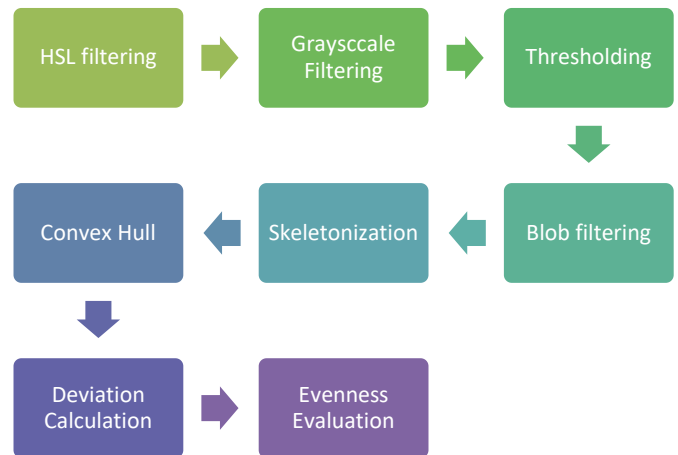 HSL filtering
Graysccale
Filtering
Thresholding
Blob filtering
Skeletonization
Convex Hull
Deviation
Calculation
Evenness
Evaluation